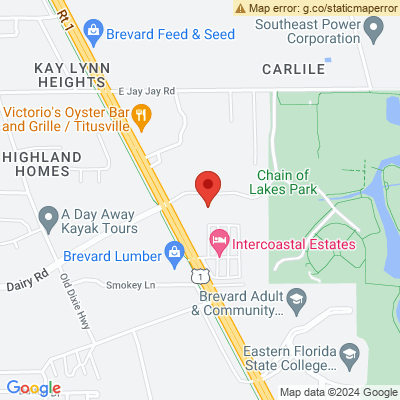 Map error: g.co/staticmaperror
Rt. 1
Brevard Feed & Seed
Southeast Power
Corporation
KAY LYNN
HEIGHTS
CARLILE
E Jay Jay Rd
Victorio's Oyster Bar
and Grille / Titusville
HIGHLAND
HOMES
Chain of
Lakes Park
A Day Away
Kayak Tours
Intercoastal Estates
Brevard Lumber
1
Dairy Rd
Old Dixie Hwy
Smokey Ln
Brevard Adult
& Community...
Eastern Florida
State College...
Google
Map data ©2024 Google